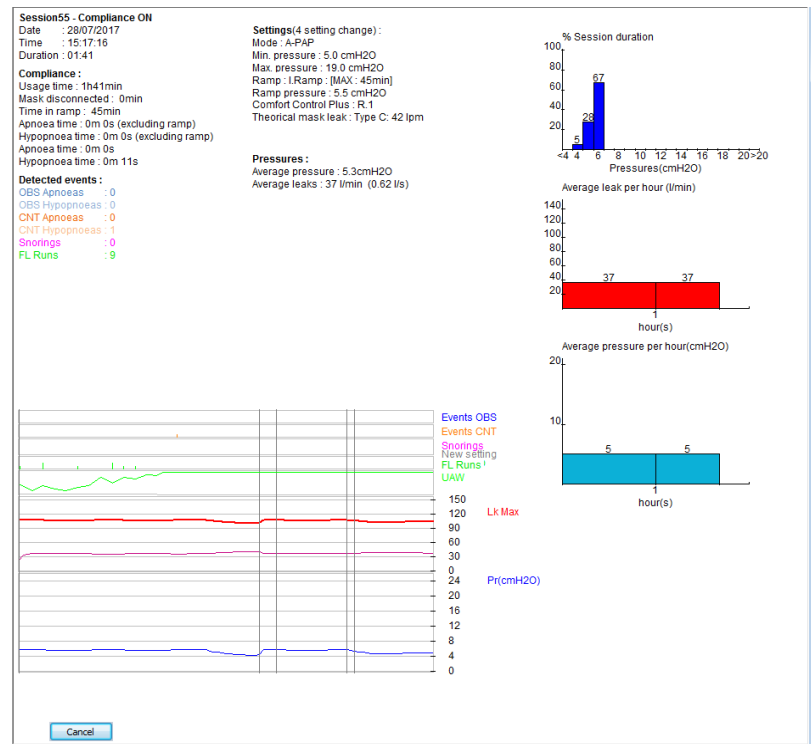 Session55 - Compliance ON
Date : 28/07/2017
Time : 15:17:16
Duration : 01:41
Compliance :
Usage time : 1h41min
Mask disconnected : 0min
Time in ramp : 45min
Apnoea time : 0m 0s (excluding ramp)
Hypopnoea time : 0m 0s (excluding ramp)
Apnoea time : 0m 0s
Hypopnoea time : 0m 11s
Detected events :
OBS Apnoeas : 0
OBS Hypopnoeas : 0
CNT Apnoeas : 0
CNT Hypopnoeas : 1
Snorings : 0
FL Runs : 9
Settings(4 setting change) :
Mode : A-PAP
Min. pressure : 5.0 cmH2O
Max. pressure : 19.0 cmH2O
Ramp : I.Ramp : [MAX : 45min]
Ramp pressure : 5.5 cmH2O
Comfort Control Plus : R.1
Theorical mask leak : Type C: 42 lpm
Pressures :
Average pressure : 5.3cmH2O
Average leaks : 37 l/min (0.62 l/s)
% Session duration
100
80
60
40
20
5
28
67
<4 4 6 8 10 12 14 16 18 20 >20
Pressures(cmH2O)
Average leak per hour (l/min)
140
120
100
80
60
40
20
37 37
1
hour(s)
Average pressure per hour(cmH2O)
20
10
5 5
1
hour(s)
Events OBS
Events CNT
Snorings
New setting
FL Runs
UAW
150
120
90
60
30
0
Lk Max
24
20
16
12
8
4
0
Pr(cmH2O)
Cancel